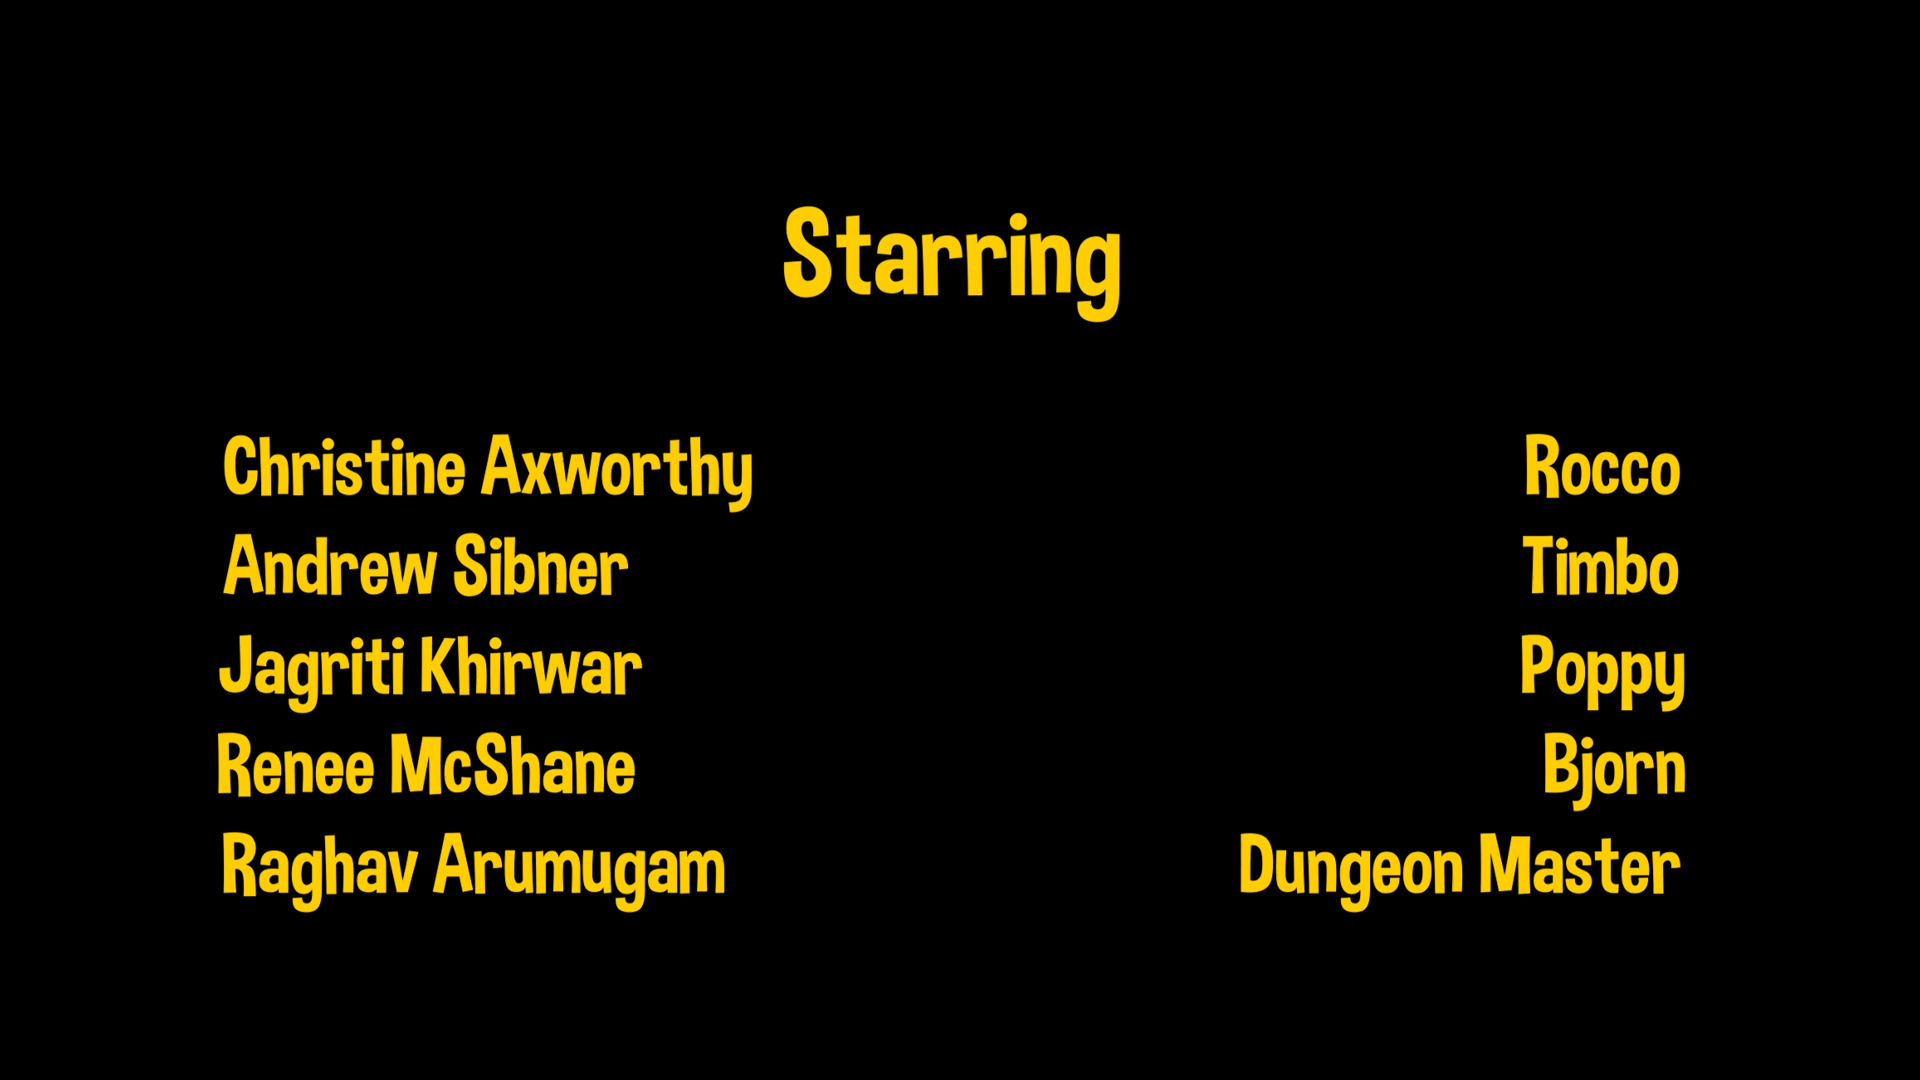 Starring
Christine Axworthy Rocco
Andrew Sibner Timbo
Jagriti Khirwar Poppy
Renee McShane Bjorn
Raghav Arumugam Dungeon Master